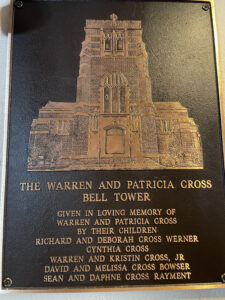 THE WARREN AND PATRICIA CROSS
BELL TOWER
GIVEN IN LOVING MEMORY OF
WARREN AND PATRICIA CROSS
BY THEIR CHILDREN
RICHARD AND DEBORAH CROSS WERNER
CYNTHIA CROSS
WARREN AND KRISTIN CROSS, JR
DAVID AND MELISSA CROSS BOWSER
SEAN AND DAPHNE CROSS RAYMENT